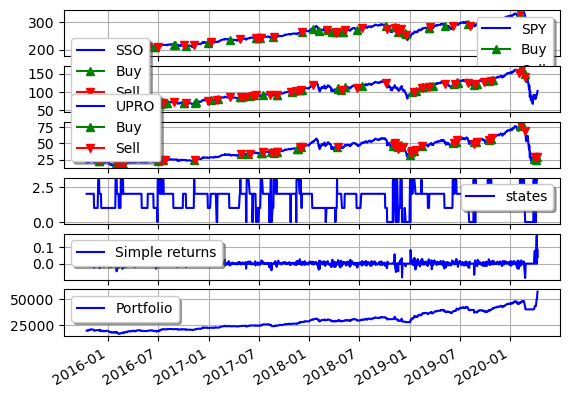 300
200
SPY
Buy
Sell
SSO
Buy
Sell
150
100
50
UPRO
Buy
Sell
75
50
25
2.5
0.0
states
0.1
0.0
Simple returns
50000
25000
Portfolio
2016-01
2016-07
2017-01
2017-07
2018-01
2018-07
2019-01
2019-07
2020-01